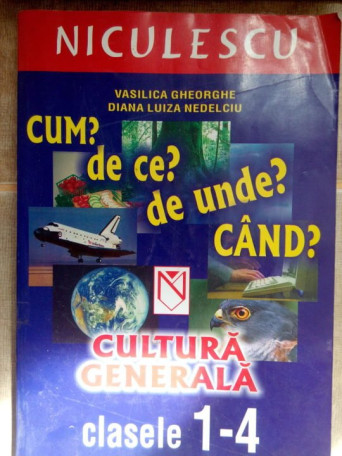 NICULESCU
VASILICA GHEORGHE
DIANA LUIZA NEDELCIU
CUM?
de ce?
de unde?
CÂND?
N
CULTURĂ
GENERALĂ
clasele 1-4